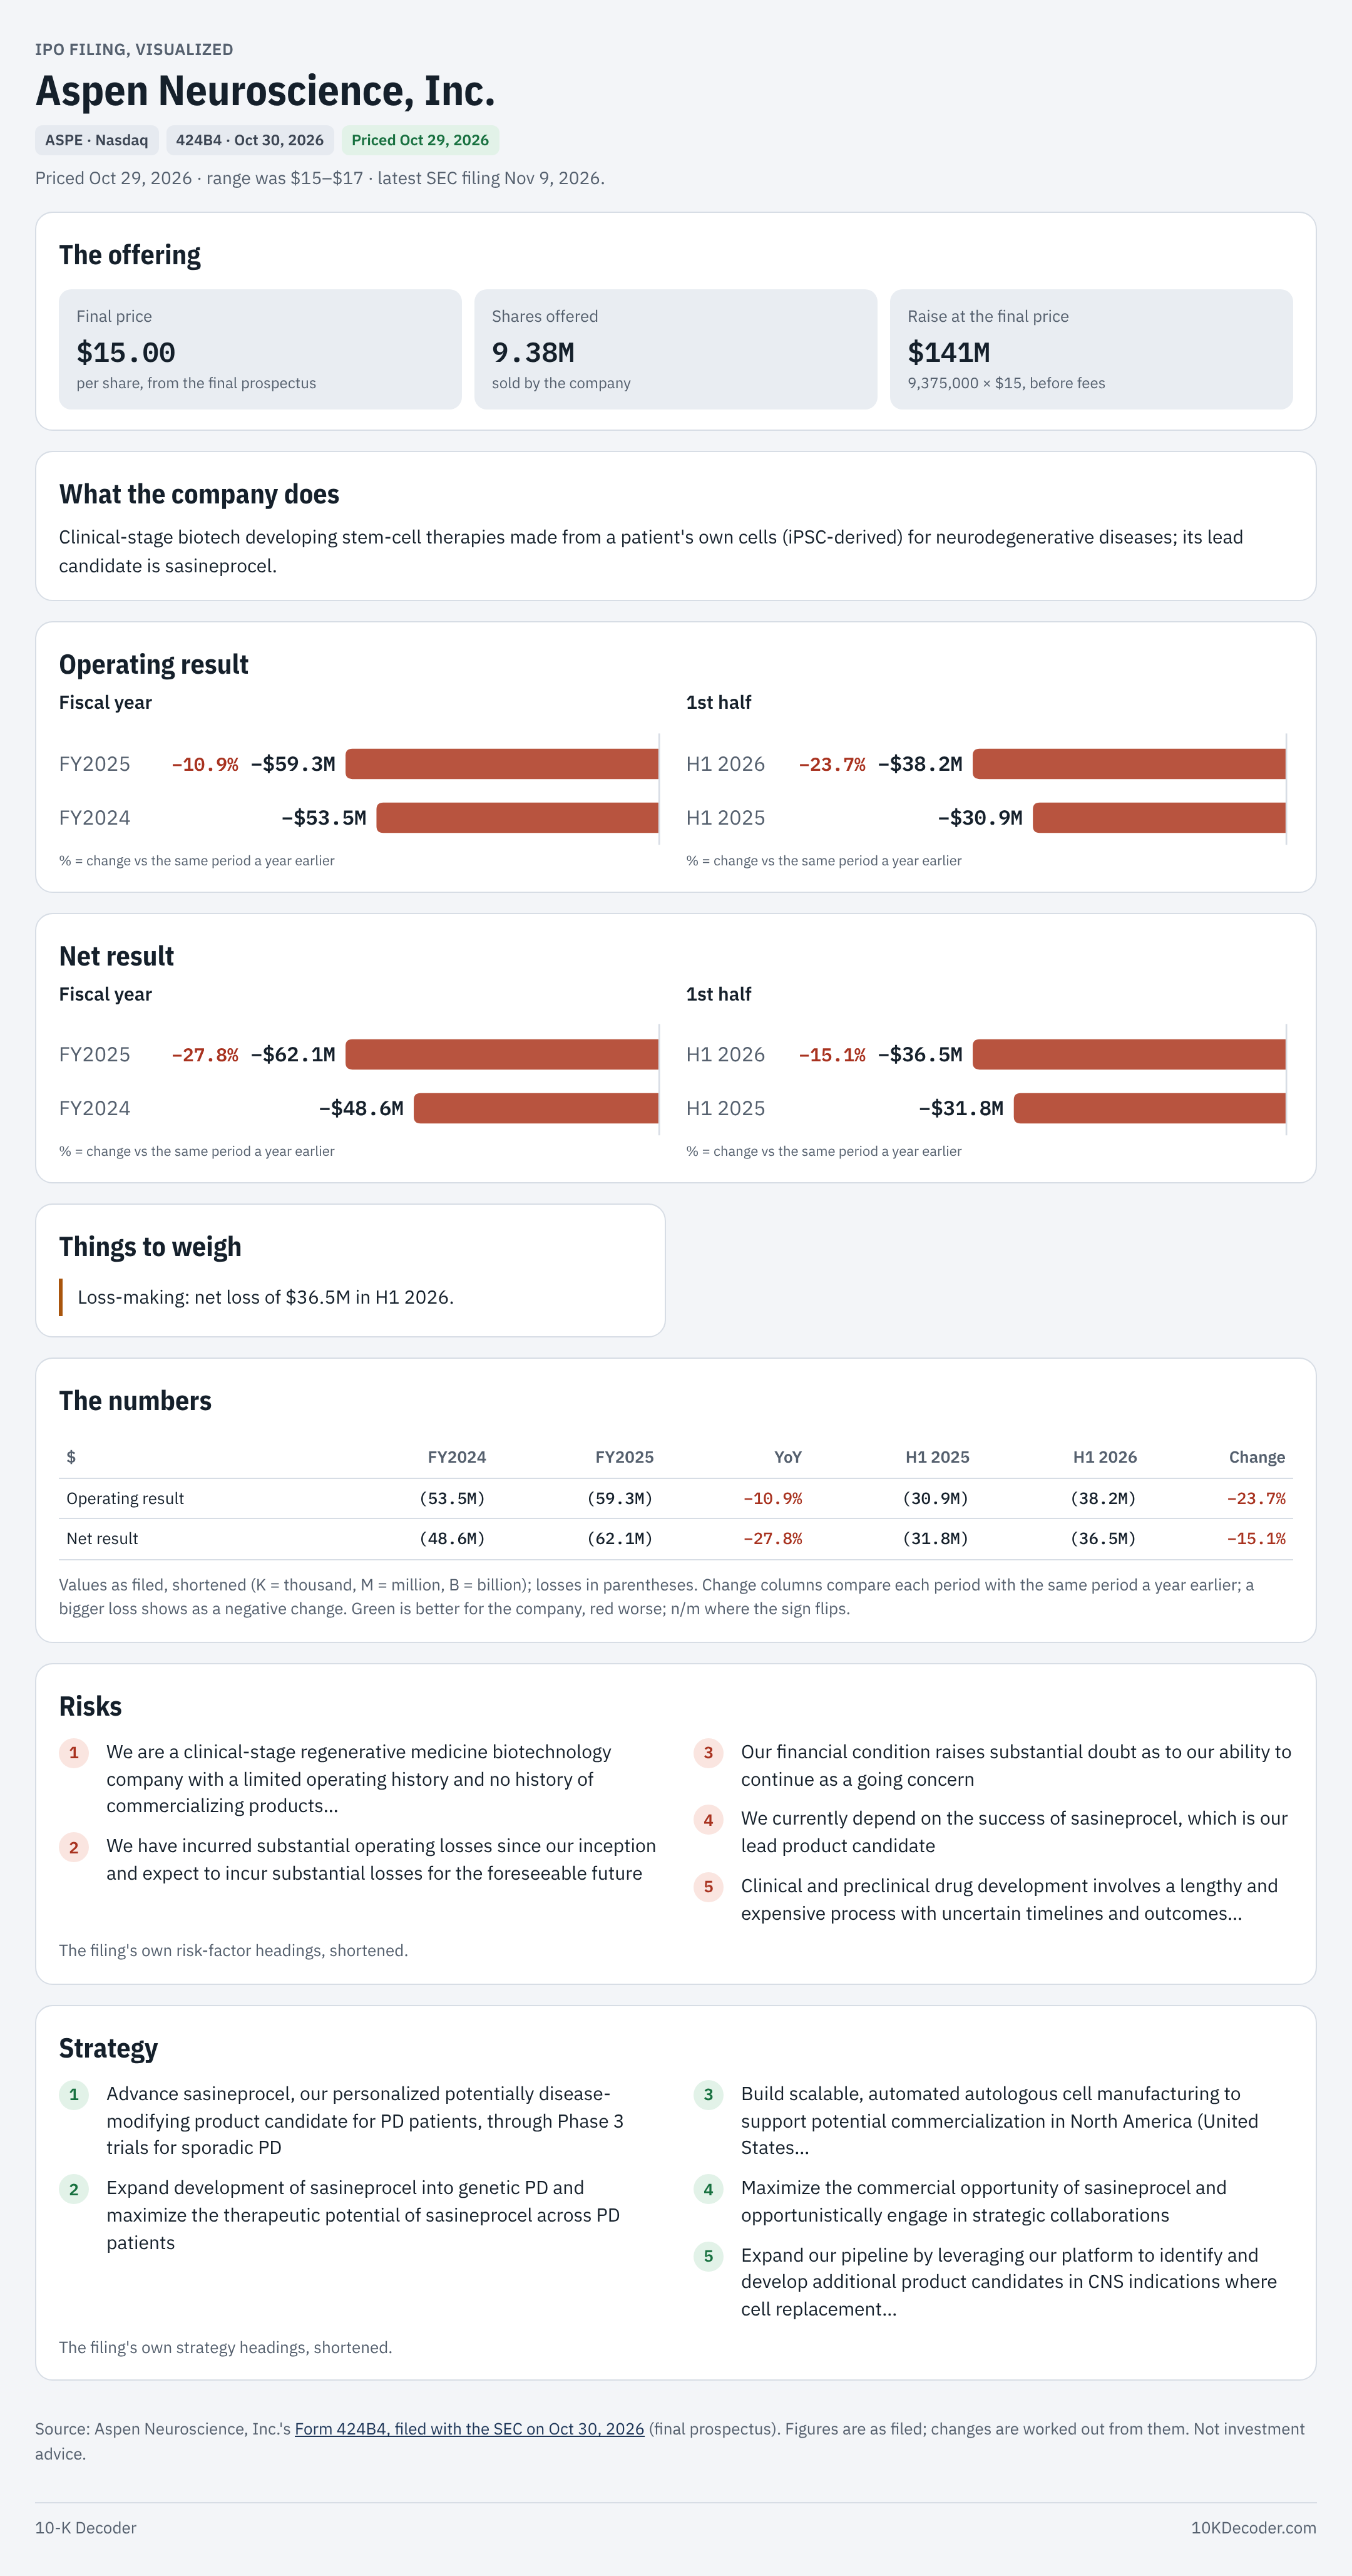 IPO FILING, VISUALIZED
Aspen Neuroscience, Inc.
ASPE · Nasdaq 424B4 · Oct 30, 2026 Priced Oct 29, 2026
Priced Oct 29, 2026 · range was $15–$17 · latest SEC filing Nov 9, 2026.
The offering
Final price
$15.00
per share, from the final prospectus
Shares offered
9.38M
sold by the company
Raise at the final price
$141M
9,375,000 × $15, before fees
What the company does
Clinical-stage biotech developing stem-cell therapies made from a patient's own cells (iPSC-derived) for neurodegenerative diseases; its lead
candidate is sasineprocel.
Operating result
Fiscal year
FY2025 −10.9% −$59.3M
FY2024 −$53.5M
% = change vs the same period a year earlier
1st half
H1 2026 −23.7% −$38.2M
H1 2025 −$30.9M
% = change vs the same period a year earlier
Net result
Fiscal year
FY2025 −27.8% −$62.1M
FY2024 −$48.6M
% = change vs the same period a year earlier
1st half
H1 2026 −15.1% −$36.5M
H1 2025 −$31.8M
% = change vs the same period a year earlier
Things to weigh
Loss-making: net loss of $36.5M in H1 2026.
The numbers
$ FY2024 FY2025 YoY H1 2025 H1 2026 Change
Operating result (53.5M) (59.3M) −10.9% (30.9M) (38.2M) −23.7%
Net result (48.6M) (62.1M) −27.8% (31.8M) (36.5M) −15.1%
Values as filed, shortened (K = thousand, M = million, B = billion); losses in parentheses. Change columns compare each period with the same period a year earlier; a
bigger loss shows as a negative change. Green is better for the company, red worse; n/m where the sign flips.
Risks
1 We are a clinical-stage regenerative medicine biotechnology
company with a limited operating history and no history of
commercializing products…
2 We have incurred substantial operating losses since our inception
and expect to incur substantial losses for the foreseeable future
3 Our financial condition raises substantial doubt as to our ability to
continue as a going concern
4 We currently depend on the success of sasineprocel, which is our
lead product candidate
5 Clinical and preclinical drug development involves a lengthy and
expensive process with uncertain timelines and outcomes…
The filing's own risk-factor headings, shortened.
Strategy
1 Advance sasineprocel, our personalized potentially disease-
modifying product candidate for PD patients, through Phase 3
trials for sporadic PD
2 Expand development of sasineprocel into genetic PD and
maximize the therapeutic potential of sasineprocel across PD
patients
3 Build scalable, automated autologous cell manufacturing to
support potential commercialization in North America (United
States…
4 Maximize the commercial opportunity of sasineprocel and
opportunistically engage in strategic collaborations
5 Expand our pipeline by leveraging our platform to identify and
develop additional product candidates in CNS indications where
cell replacement…
The filing's own strategy headings, shortened.
Source: Aspen Neuroscience, Inc.'s Form 424B4, filed with the SEC on Oct 30, 2026 (final prospectus). Figures are as filed; changes are worked out from them. Not investment
advice.
10-K Decoder
10KDecoder.com